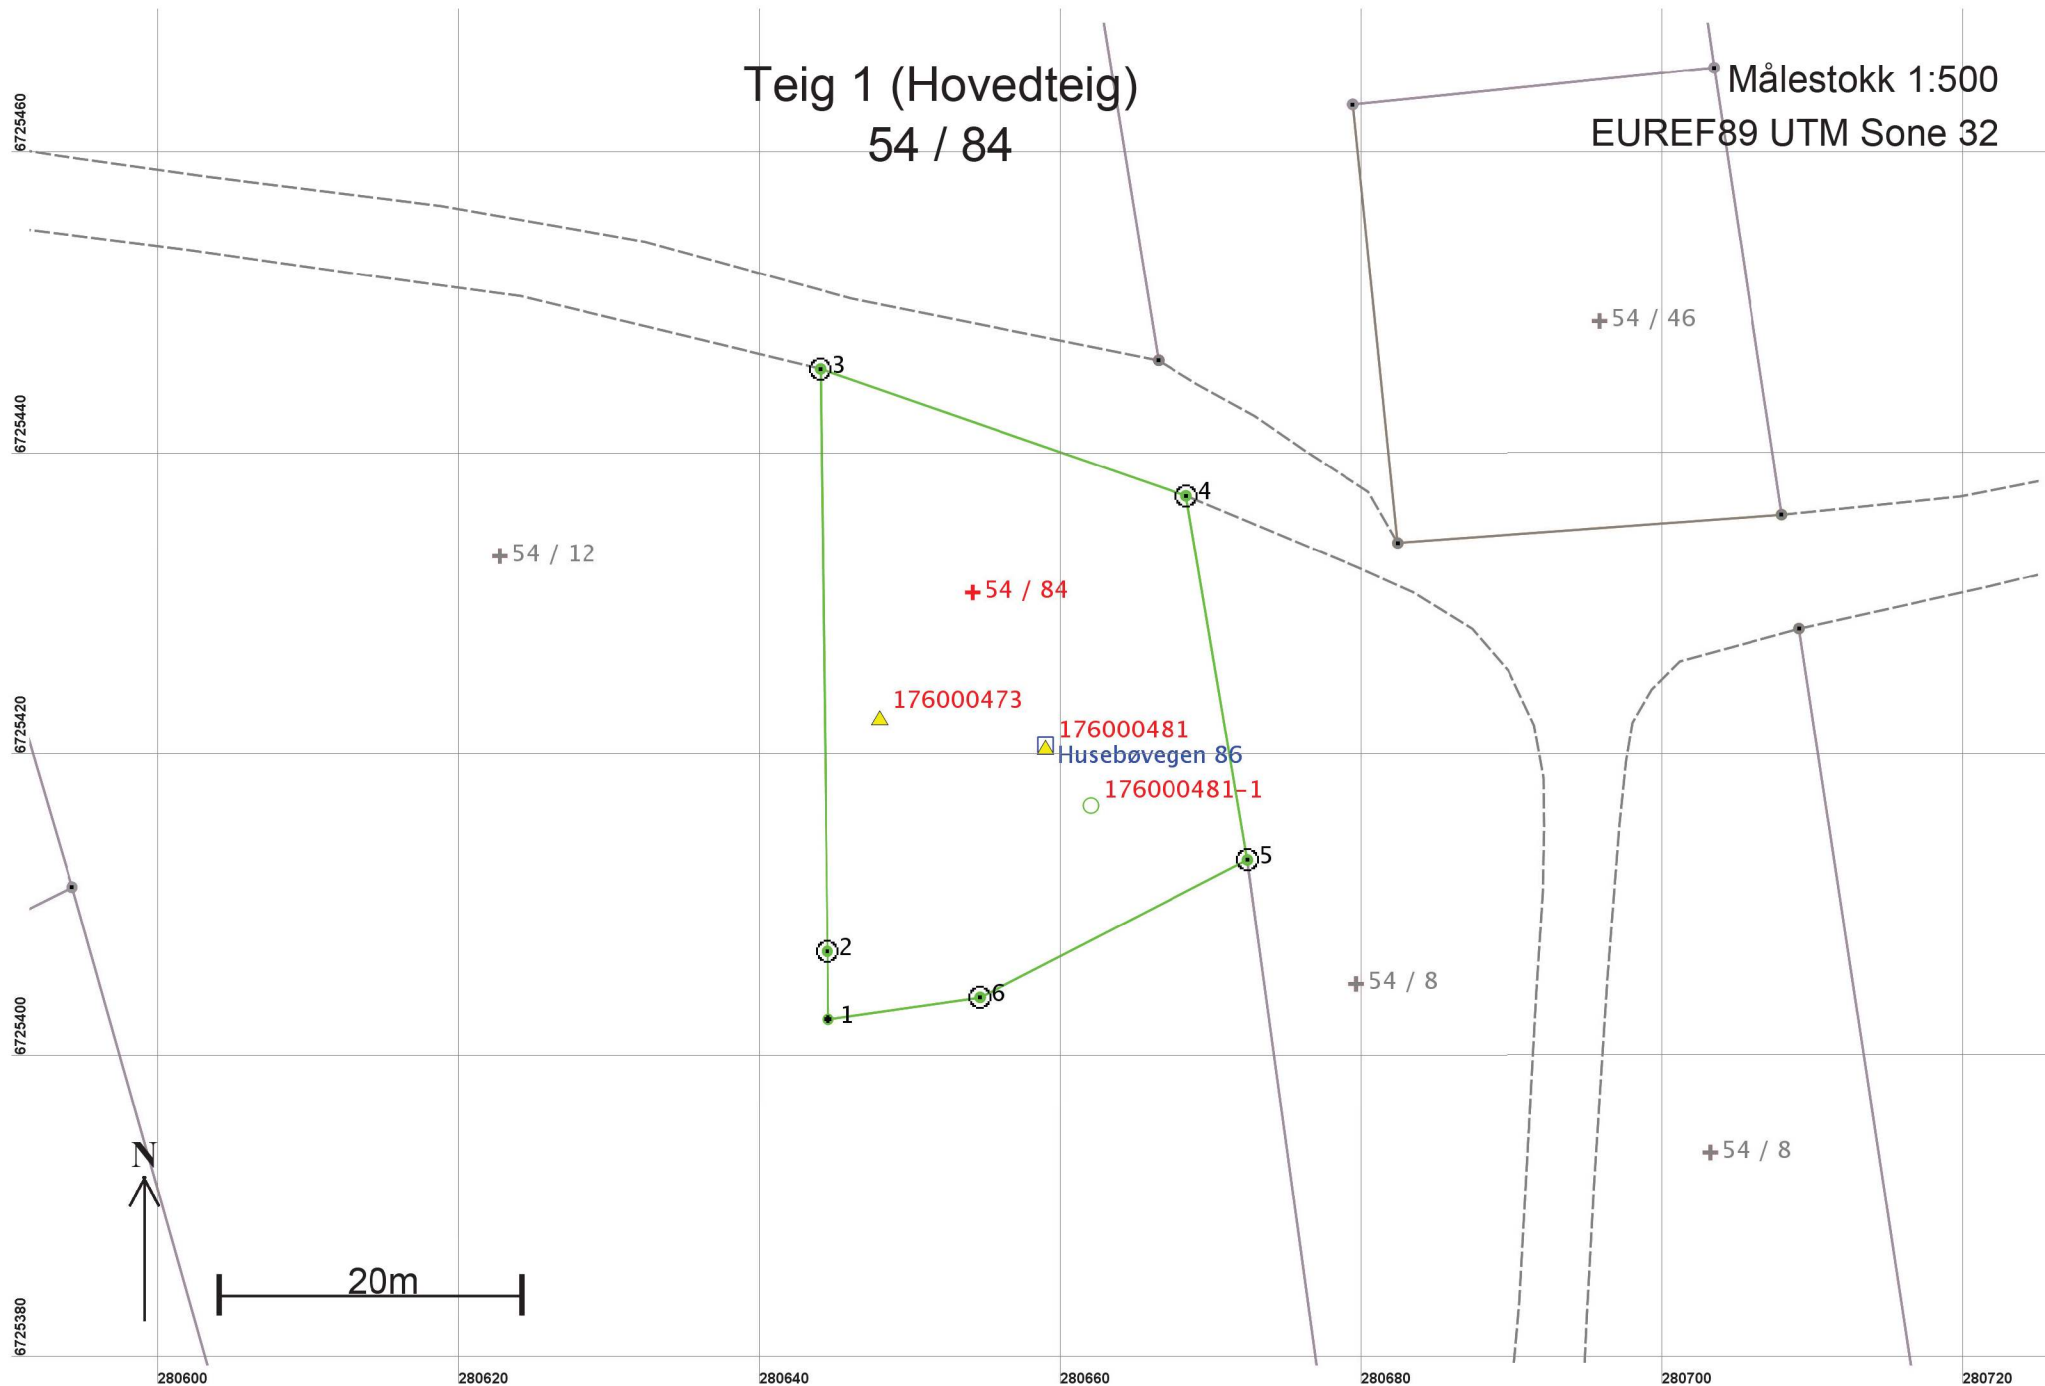 Teig 1 (Hovedteig)
54 / 84
Målestokk 1:500
EUREF89 UTM Sone 32
6725460
6725440
6725420
6725400
6725380
54 / 46
3
4
54 / 12
54 / 84
176000473
176000481
Husebøvegen 86
176000481-1
5
2
6
1
54 / 8
54 / 8
N
20m
280600
280620
280640
280660
280680
280700
280720